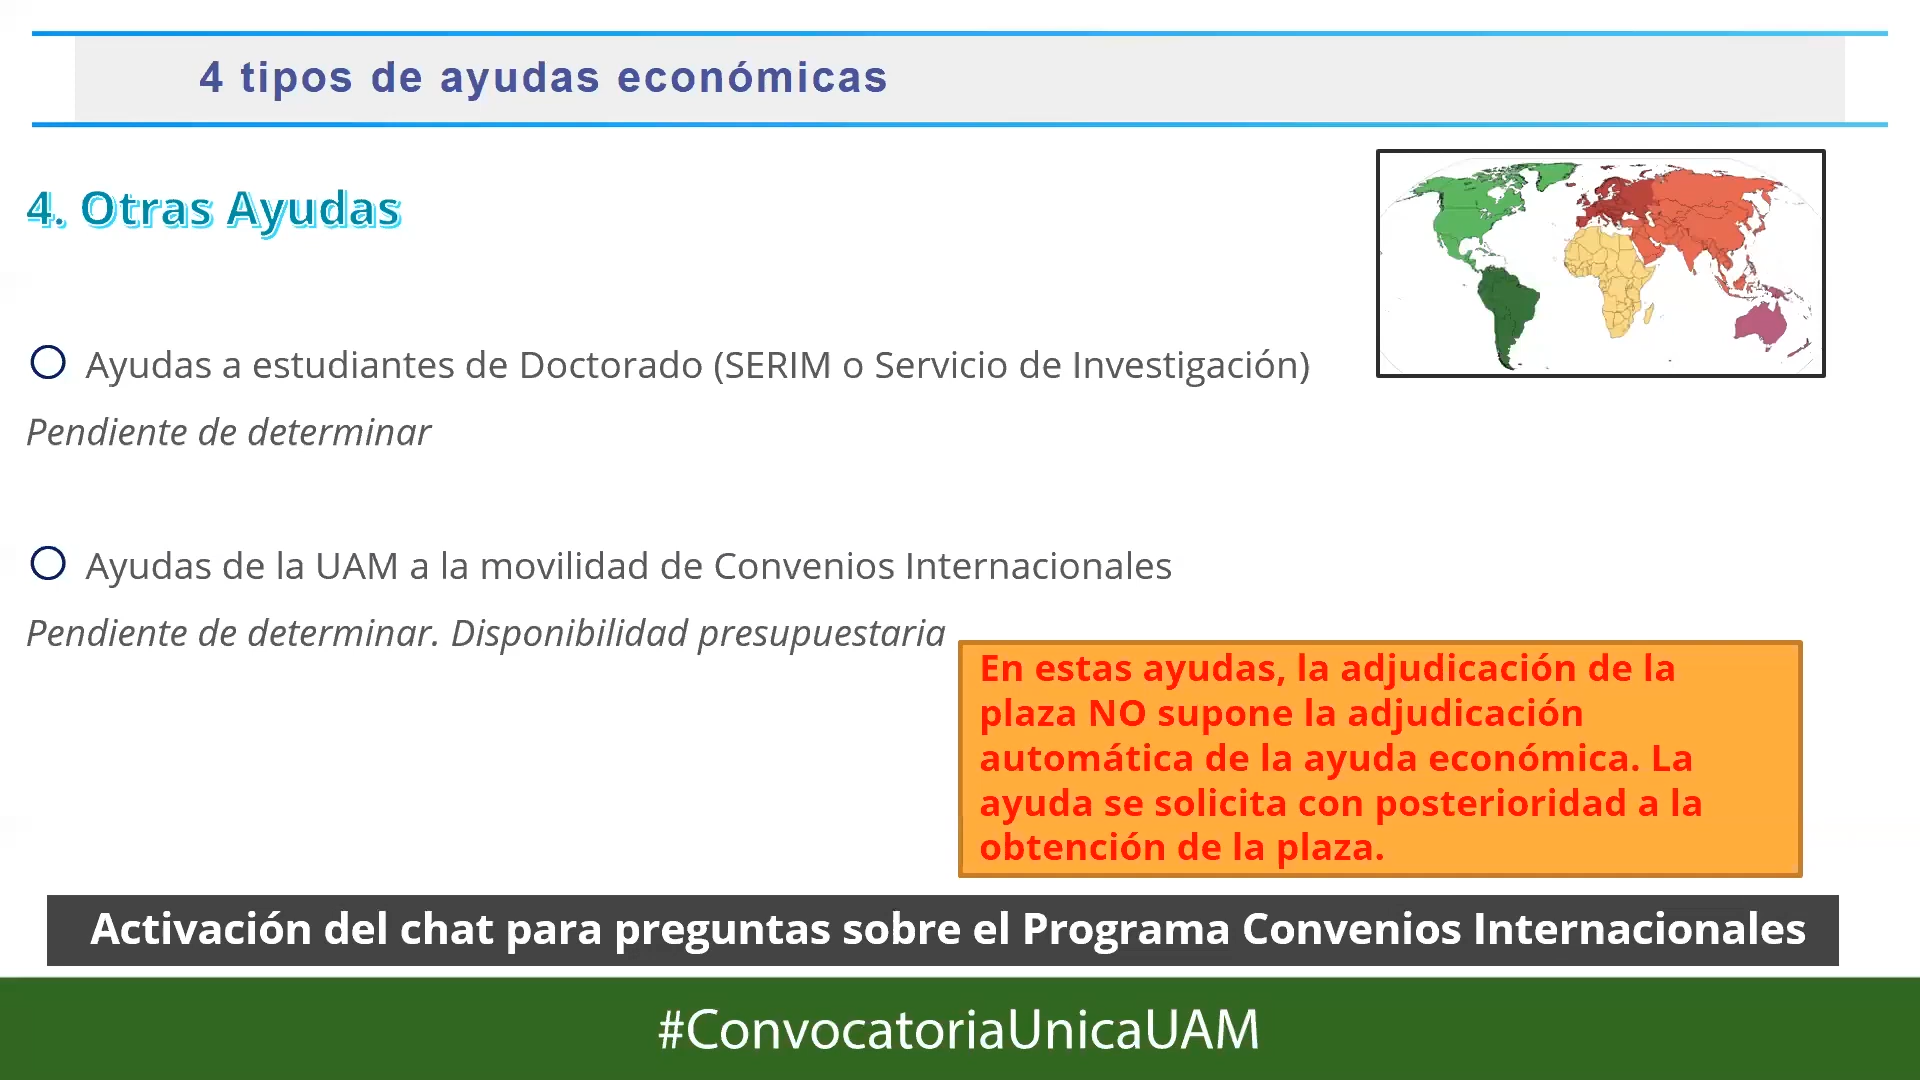 4 tipos de ayudas económicas
4. Otras Ayudas
Ayudas a estudiantes de Doctorado (SERIM o Servicio de Investigación)
Pendiente de determinar
Ayudas de la UAM a la movilidad de Convenios Internacionales
Pendiente de determinar. Disponibilidad presupuestaria
En estas ayudas, la adjudicación de la
plaza NO supone la adjudicación
automática de la ayuda económica. La
ayuda se solicita con posterioridad a la
obtención de la plaza.
Activación del chat para preguntas sobre el Programa Convenios Internacionales
#ConvocatoriaUnicaUAM